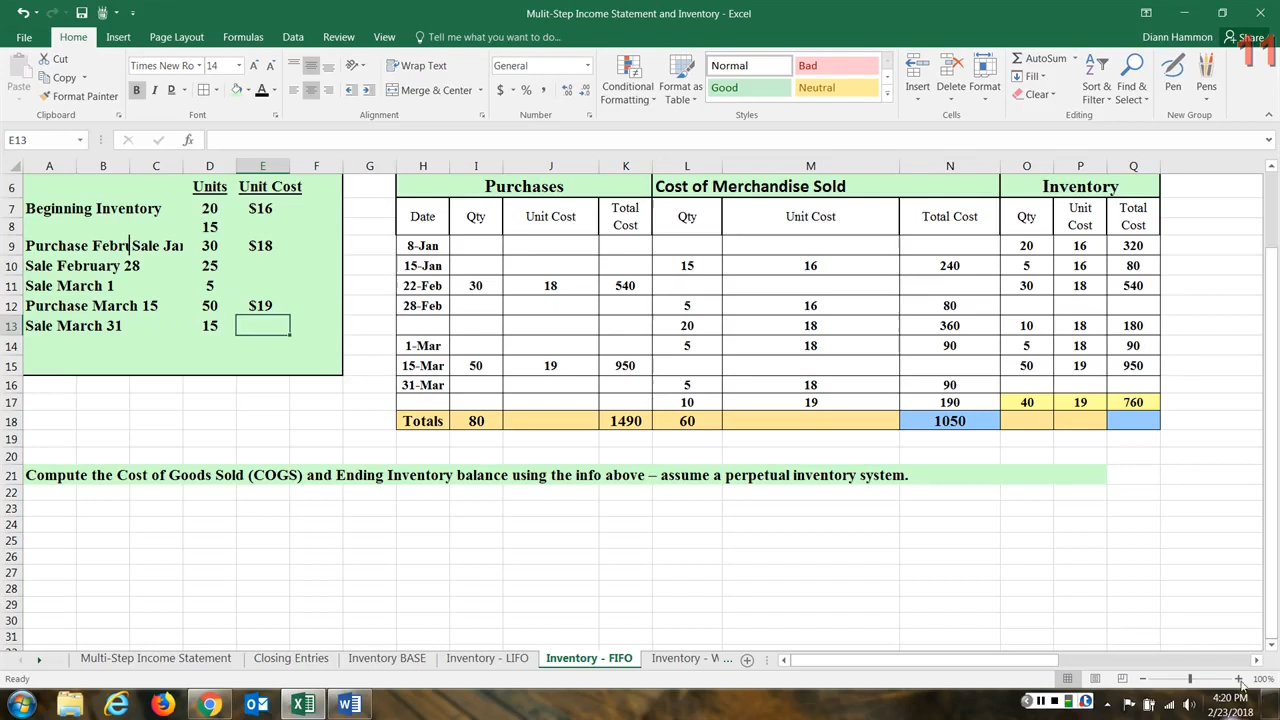 Mulit-Step Income Statement and Inventory - Excel
Diann Hammon
Share
11
File Home Insert Page Layout Formulas Data Review View Tell me what you want to do...
Cut
Copy
Format Painter
Paste
Times New Ro 14
B I D
General
$ % ,
Wrap Text
Merge & Center
Conditional Formatting
Format as Table
Normal Bad
Good Neutral
Insert Delete Format
AutoSum
Fill
Clear
Sort & Filter
Find & Select
Pen Pens
Clipboard Font Alignment Number Styles Cells Editing New Group
E13 fx
A B C D E F G H I J K L M N O P Q
6 Units Unit Cost Purchases Cost of Merchandise Sold Inventory
7 Beginning Inventory 20 $16 Date Qty Unit Cost Total Cost Qty Unit Cost Total Cost Qty Unit Cost Total Cost
8 15
9 Purchase Febru Sale Jan 30 $18 8-Jan 20 16 320
10 Sale February 28 25 15-Jan 15 16 240 5 16 80
11 Sale March 1 5 22-Feb 30 18 540 30 18 540
12 Purchase March 15 50 $19 28-Feb 5 16 80
13 Sale March 31 15 20 18 360 10 18 180
14 1-Mar 5 18 90 5 18 90
15 15-Mar 50 19 950 50 19 950
16 31-Mar 5 18 90
17 10 19 190 40 19 760
18 Totals 80 1490 60 1050
19
20
21 Compute the Cost of Goods Sold (COGS) and Ending Inventory balance using the info above – assume a perpetual inventory system.
22
23
24
25
26
27
28
29
30
31
Multi-Step Income Statement Closing Entries Inventory BASE Inventory - LIFO Inventory - FIFO Inventory - W ...
Ready 100%
4:20 PM
2/23/2018